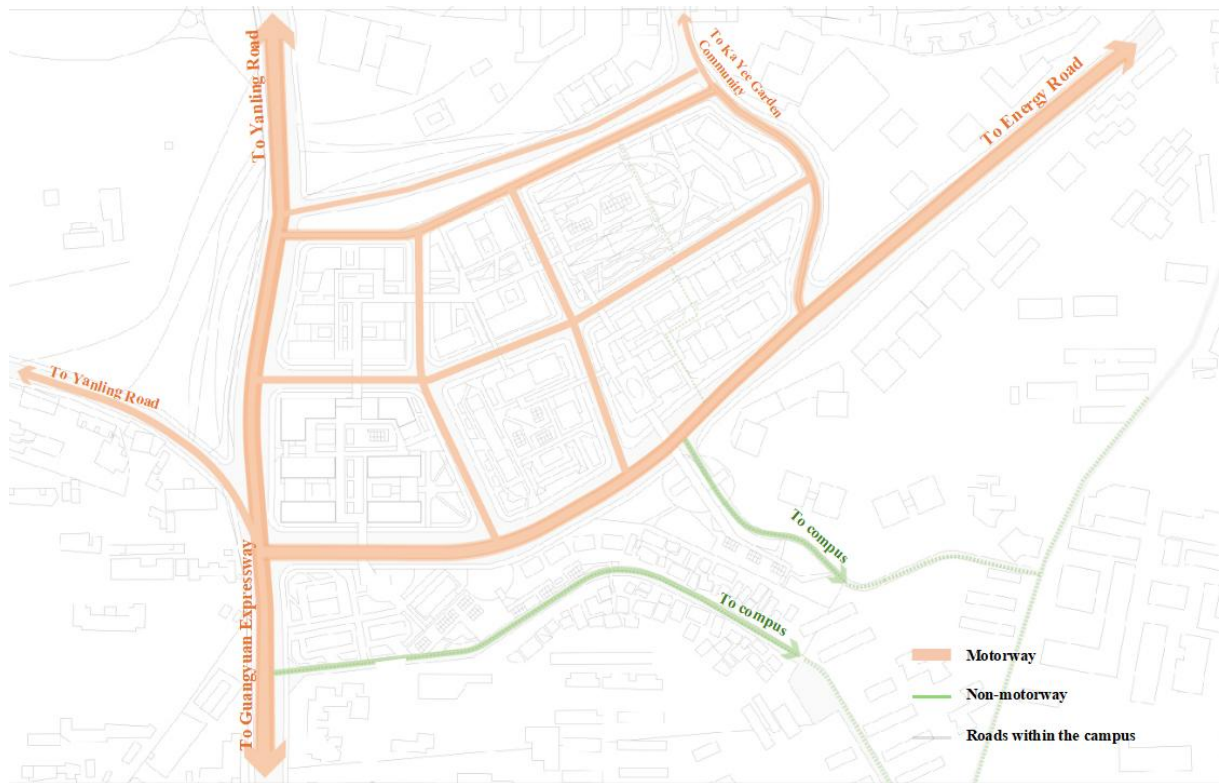 To Yanling Road
To Ka Yee Garden
Community
To Energy Road
To Yanling Road
To Guangyuan Expressway
To compus
To compus
Motorway
Non-motorway
Roads within the campus